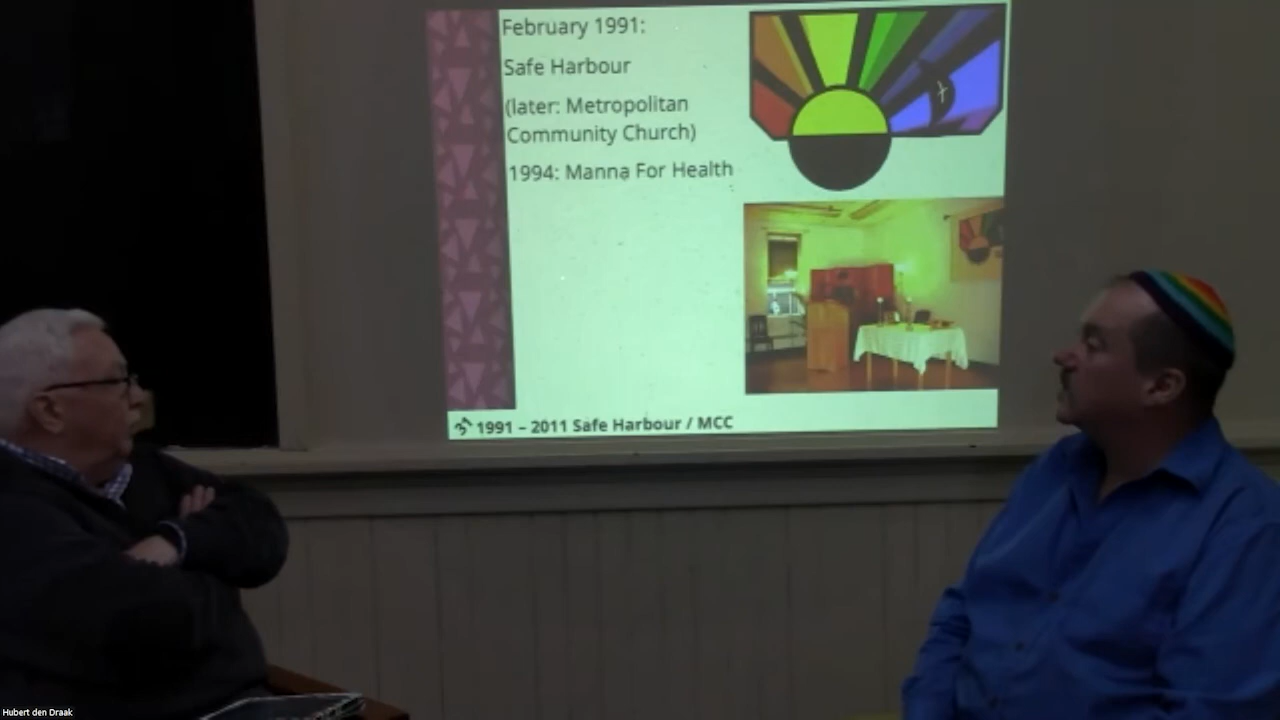 February 1991:
Safe Harbour
(later: Metropolitan
Community Church)
1994: Manna For Health
1991 – 2011 Safe Harbour / MCC
Hubert den Draak